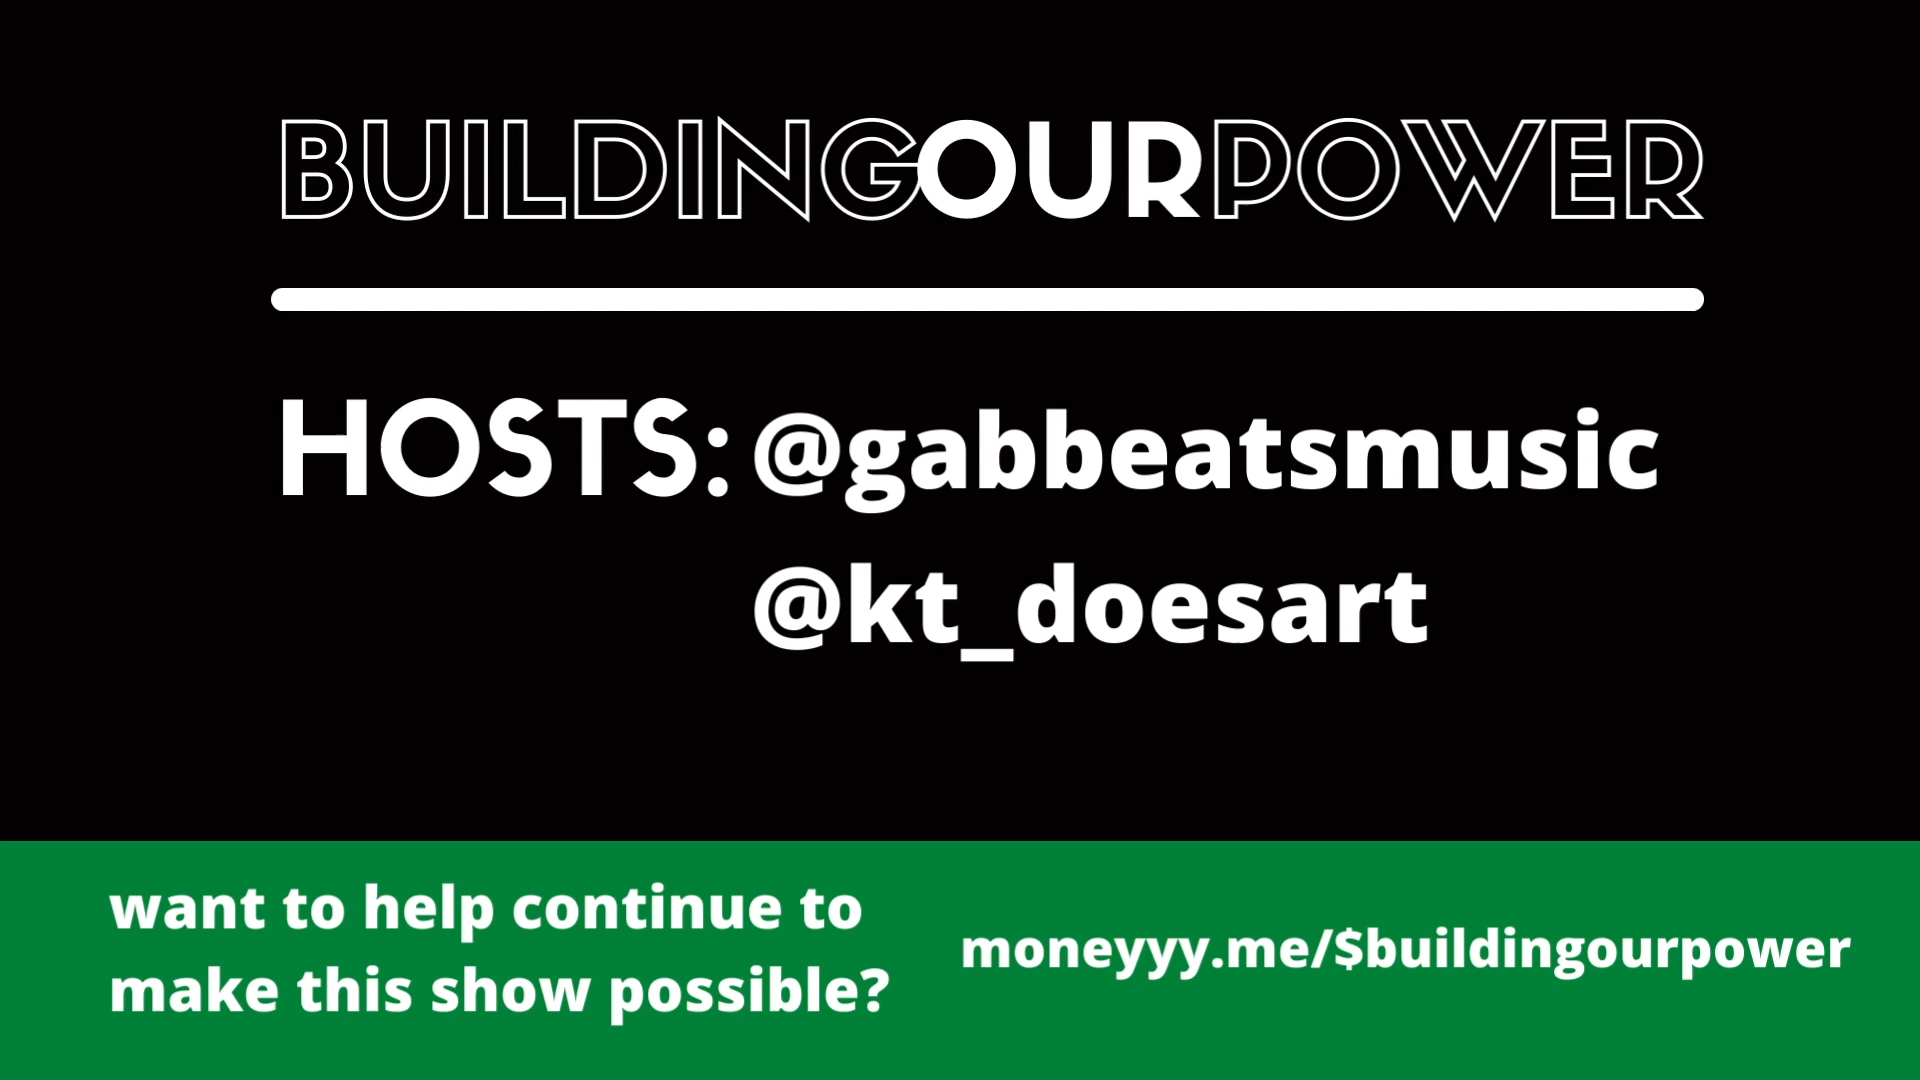 BUILDINGOURPOWER
HOSTS: @gabbeatsmusic
@kt_doesart
want to help continue to
make this show possible?
moneyyy.me/$buildingourpower